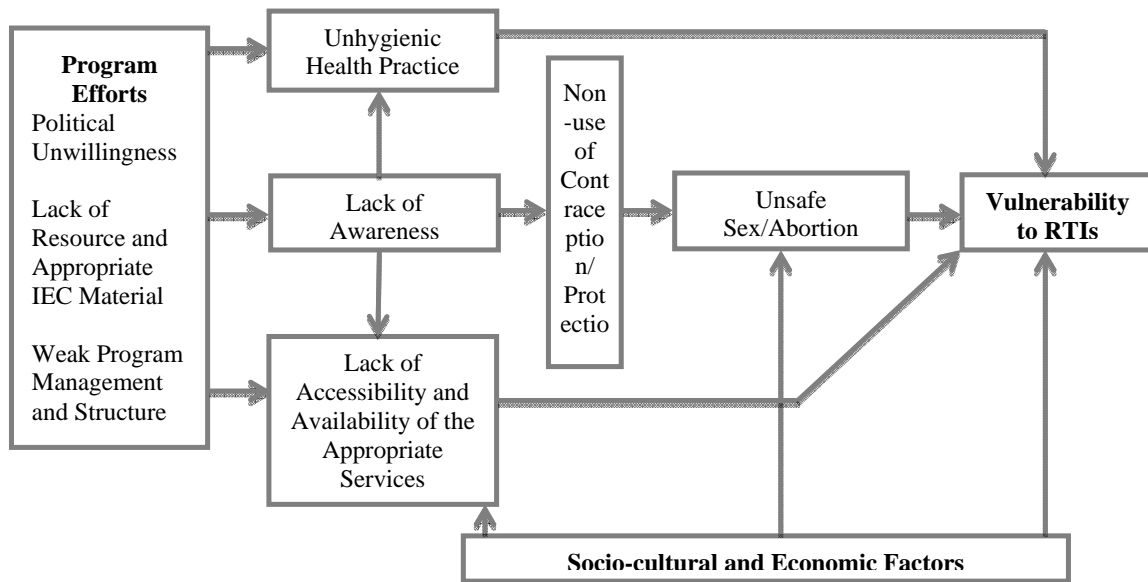 Program
Efforts
Political
Unwillingness
Lack of
Resource and
Appropriate
IEC Material
Weak Program
Management
and Structure
Unhygienic
Health Practice
Lack of
Awareness
Lack of
Accessibility and
Availability of the
Appropriate
Services
Non
-use
of
Cont
race
ptio
n/
Prot
ectio
Unsafe
Sex/Abortion
Vulnerability
to RTIs
Socio-cultural and Economic Factors